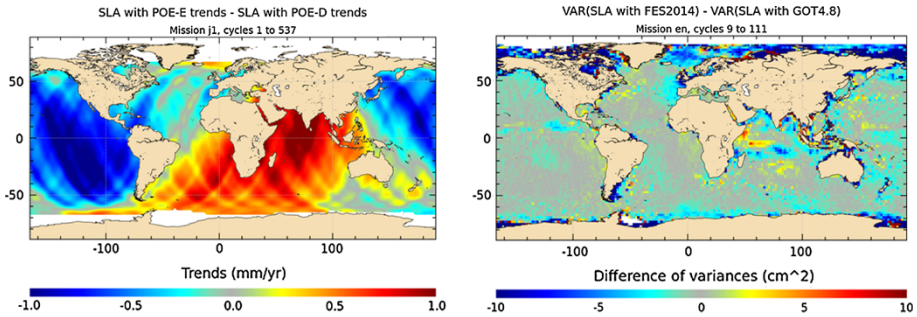 SLA with POE-E trends - SLA with POE-D trends
Mission j1, cycles 1 to 537
50
0
-50
-100 0 100
Trends (mm/yr)
-1.0 -0.5 0.0 0.5 1.0
VAR(SLA with FES2014) - VAR(SLA with GOT4.8)
Mission en, cycles 9 to 111
50
0
-50
-100 0 100
Difference of variances (cm^2)
-10 -5 0 5 10